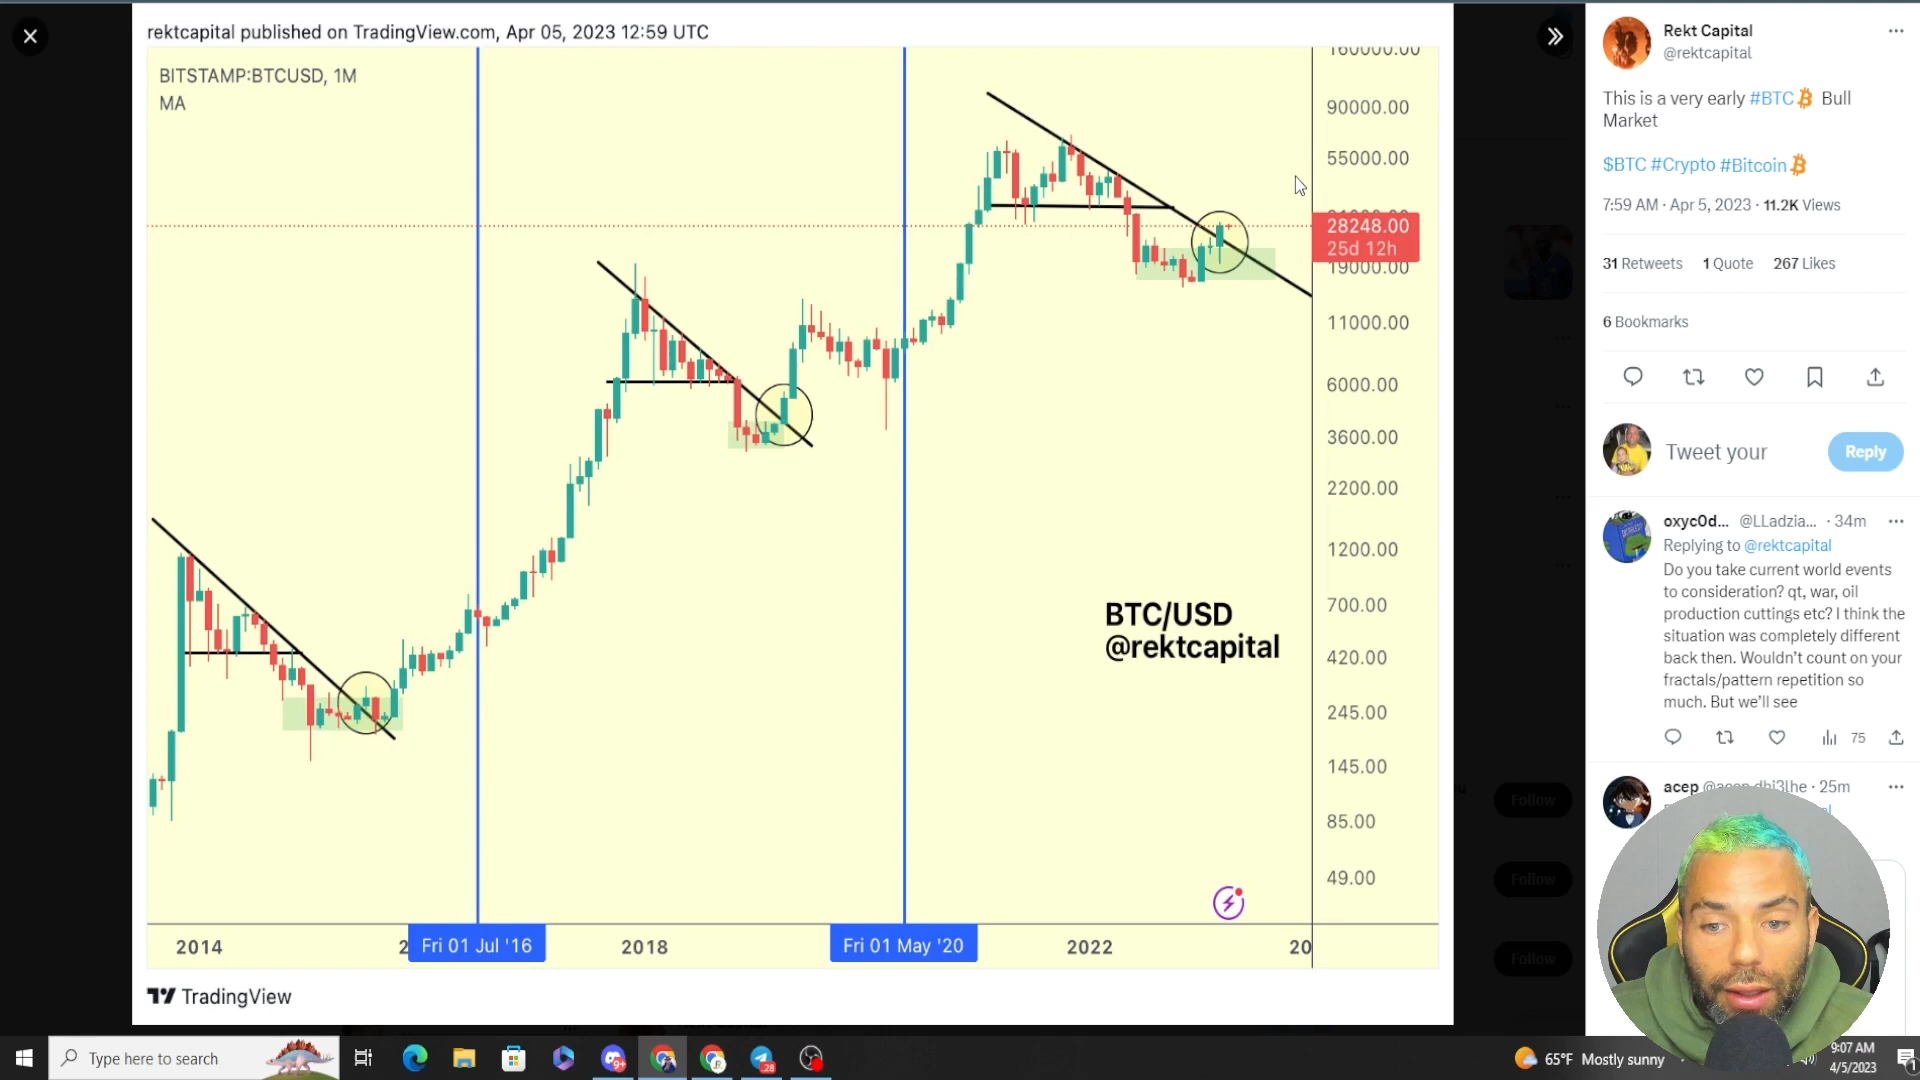 rektcapital published on TradingView.com, Apr 05, 2023 12:59 UTC
BITSTAMP:BTCUSD, 1M
MA
160000.00
90000.00
55000.00
28248.00
25d 12h
19000.00
11000.00
6000.00
3600.00
2200.00
1200.00
700.00
420.00
245.00
145.00
85.00
49.00
BTC/USD
@rektcapital
2014
Fri 01 Jul '16
2018
Fri 01 May '20
2022
20
TradingView
Rekt Capital
@rektcapital
This is a very early #BTC Bull
Market
$BTC #Crypto #Bitcoin
7:59 AM · Apr 5, 2023 · 11.2K Views
31 Retweets 1 Quote 267 Likes
6 Bookmarks
Tweet your
Reply
oxyc0d... @LLadzia... · 34m
Replying to @rektcapital
Do you take current world events
to consideration? qt, war, oil
production cuttings etc? I think the
situation was completely different
back then. Wouldn't count on your
fractals/pattern repetition so
much. But we'll see
75
acep · 25m
Follow
Follow
Follow
Type here to search
9+
28
65°F Mostly sunny
9:07 AM
4/5/2023
1